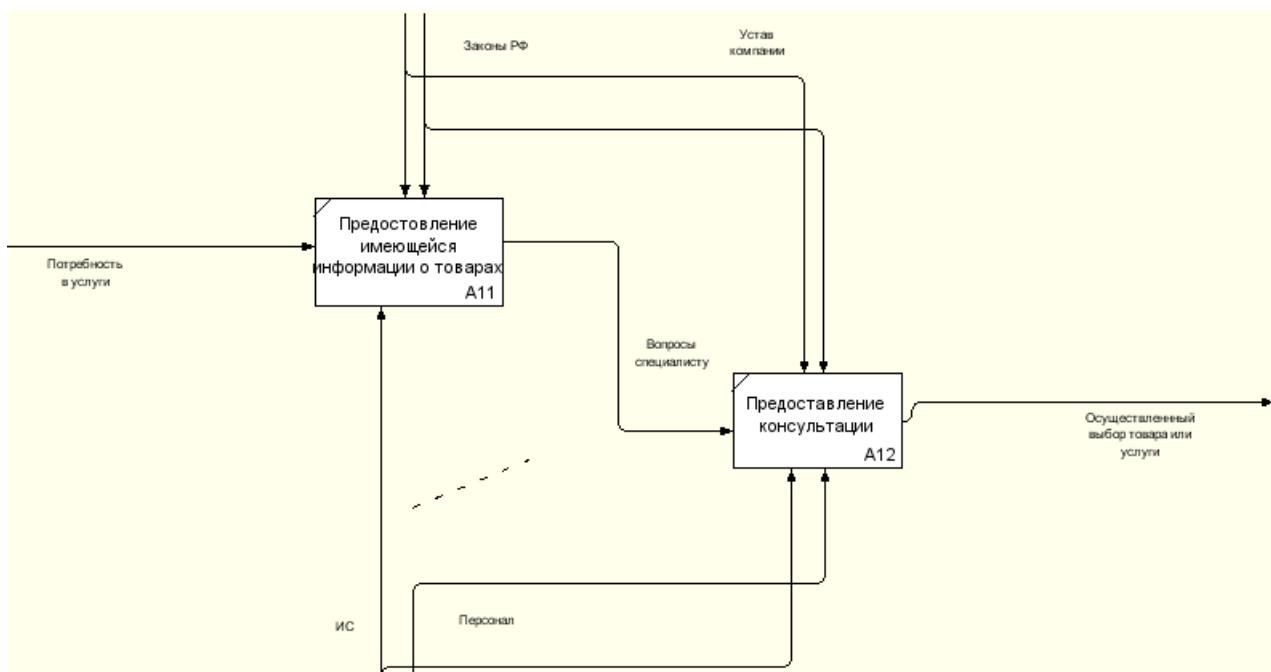 Законы РФ
Устав
компании
Предостовление
имеющейся
информации о товарах
A11
Потребность
в услуги
Вопросы
специалисту
Предоставление
консультации
A12
Осуществленнный
выбор товара или
услуги
ИС
Персонал